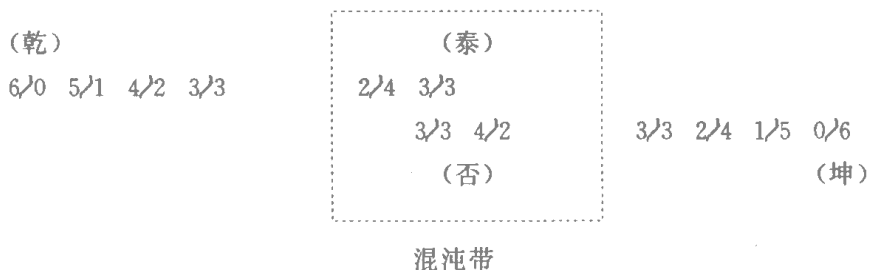 (乾) (泰)
6/0 5/1 4/2 3/3 2/4 3/3
3/3 4/2 3/3 2/4 1/5 0/6
(否) (坤)
混沌带